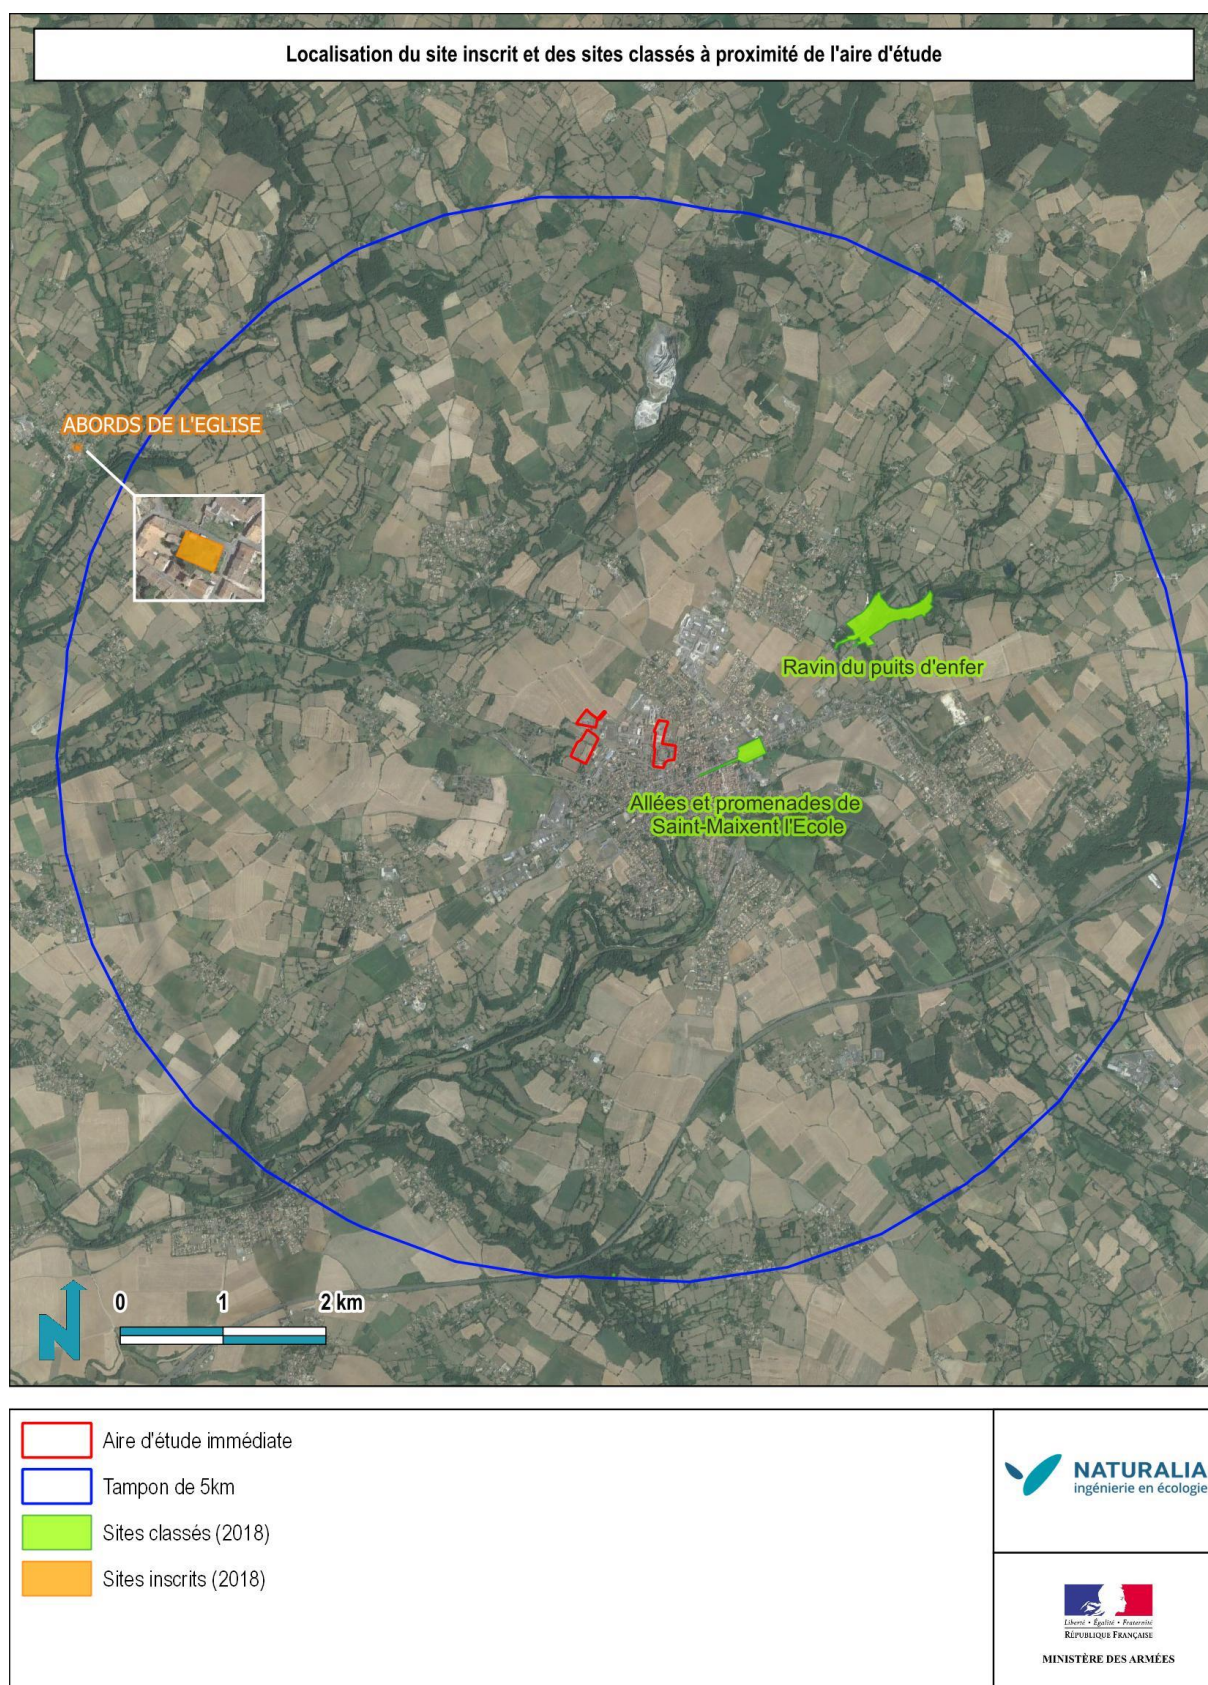 Localisation du site inscrit et des sites classés à proximité de l'aire d'étude
ABORDS DE L'EGLISE
Ravin du puits d'enfer
Allées et promenades de
Saint-Maixent l'Ecole
N
0 1 2 km
Aire d'étude immédiate
Tampon de 5km
Sites classés (2018)
Sites inscrits (2018)
NATURALIA
ingénierie en écologie
Liberté • Égalité • Fraternité
RÉPUBLIQUE FRANÇAISE
MINISTÈRE DES ARMÉES